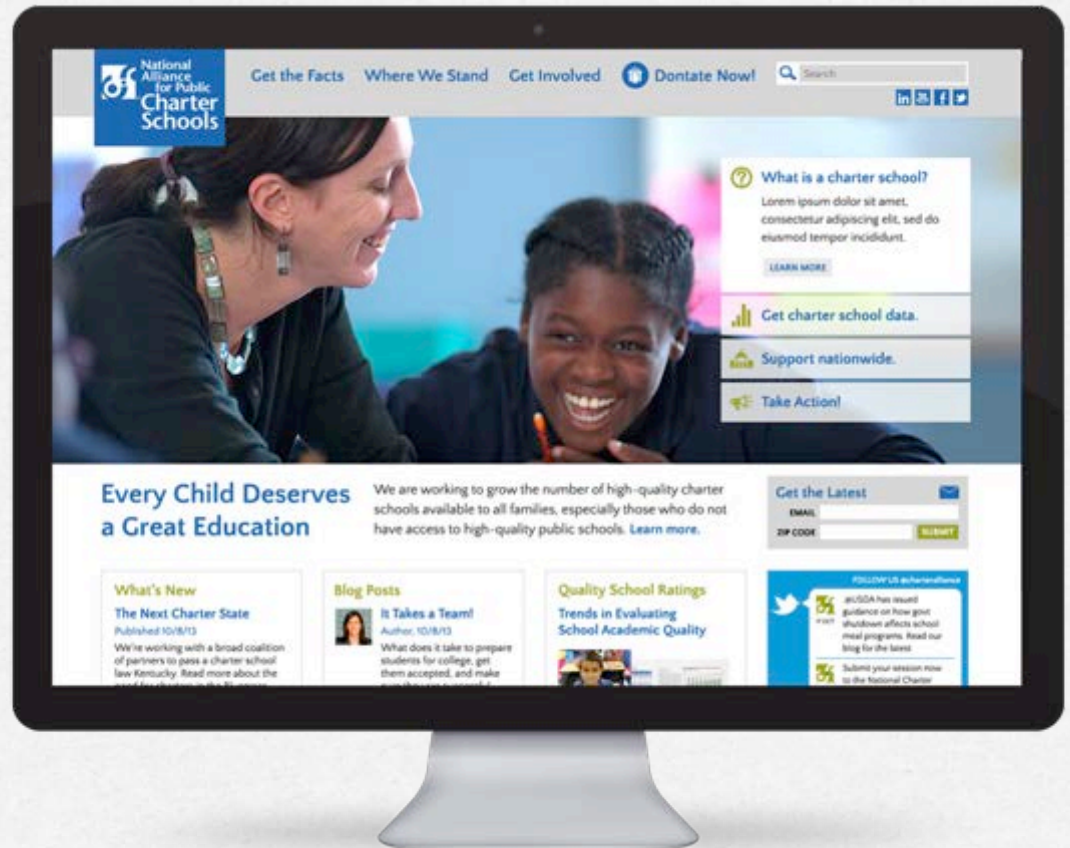 National
Alliance
for Public
Charter
Schools
Get the Facts
Where We Stand
Get Involved
Dontate Now!
Search
in
f
What is a charter school?
Lorem ipsum dolor sit amet,
consectetur adipiscing elit, sed do
eiusmod tempor incididunt.
LEARN MORE
Get charter school data.
Support nationwide.
Take Action!
Every Child Deserves
a Great Education
We are working to grow the number of high-quality charter
schools available to all families, especially those who do not
have access to high-quality public schools. Learn more.
Get the Latest
EMAIL
ZIP CODE
SUBMIT
What's New
The Next Charter State
Published 10/8/13
We're working with a broad coalition
of partners to pass a charter school
law Kentucky. Read more about the
Blog Posts
It Takes a Team!
Author, 10/8/13
What does it take to prepare
students for college, get
them accepted, and make
Quality School Ratings
Trends in Evaluating
School Academic Quality
FOLLOW US @charteralliance
.@USDA has issued
guidance on how govt
shutdown affects school
meal programs. Read our
blog for the latest
Submit your session now
to the National Charter